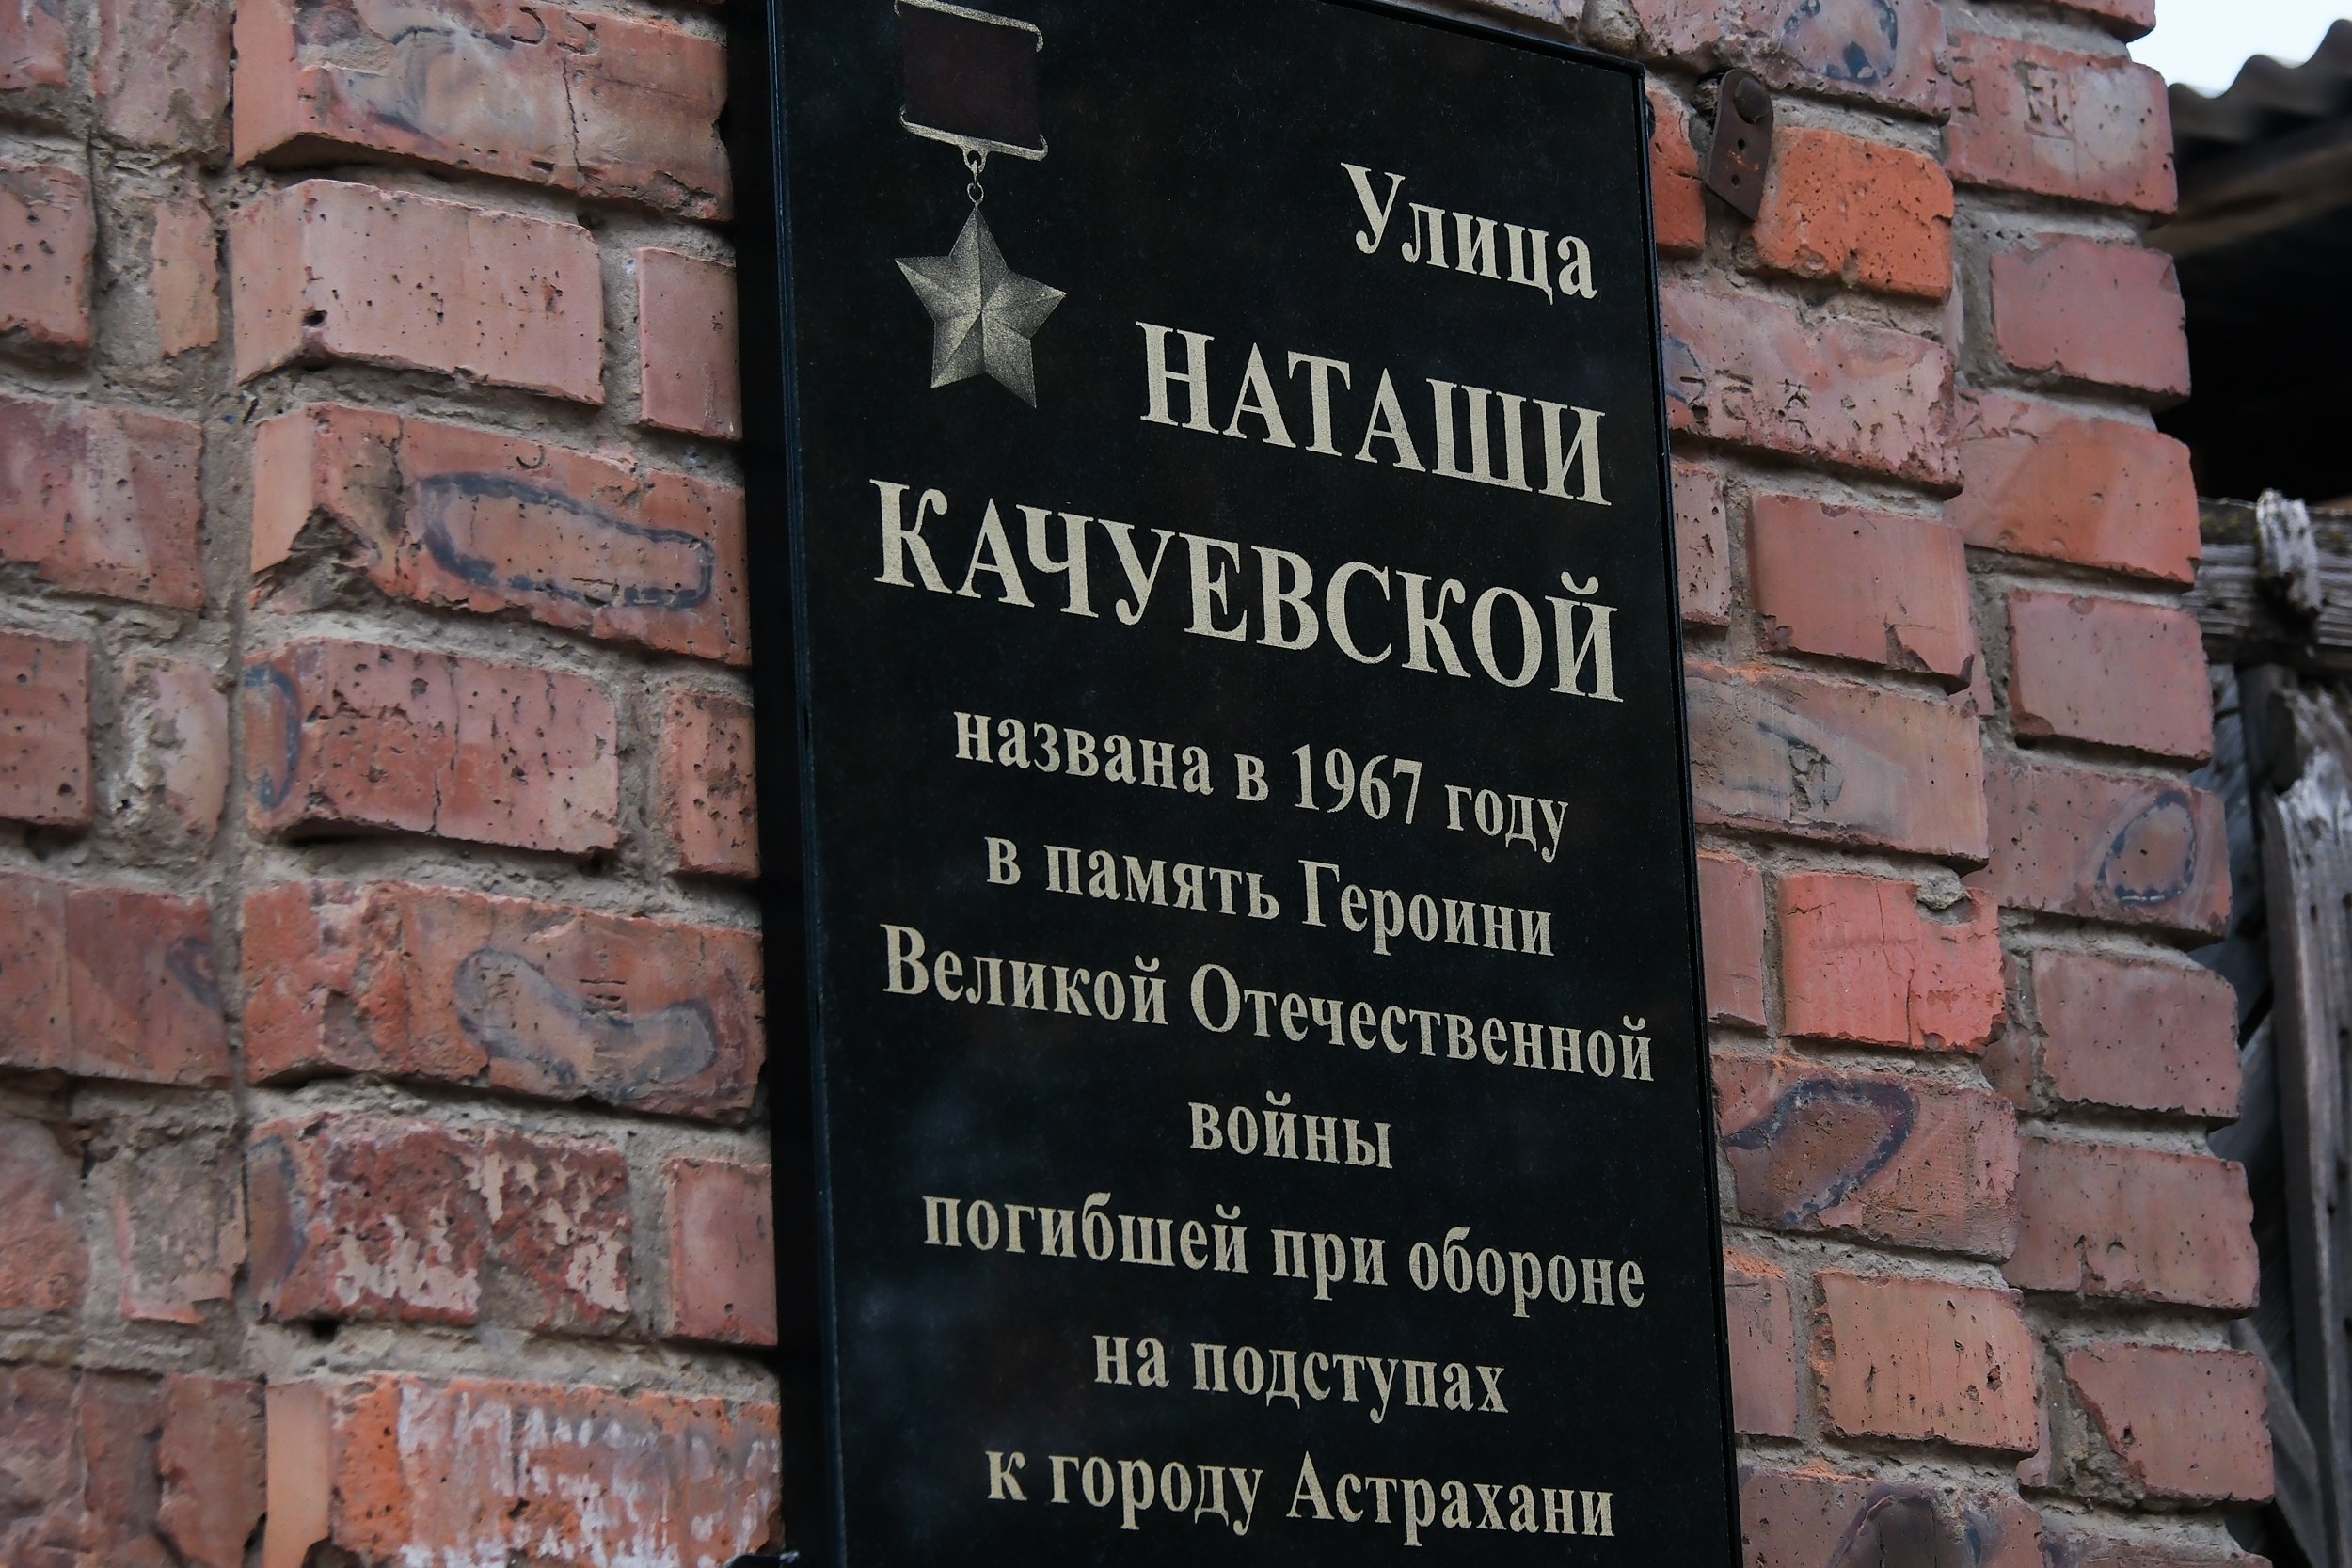 Улица
НАТАШИ
КАЧУЕВСКОЙ
названа в 1967 году
в память Героини
Великой Отечественной
войны
погибшей при обороне
на подступах
к городу Астрахани